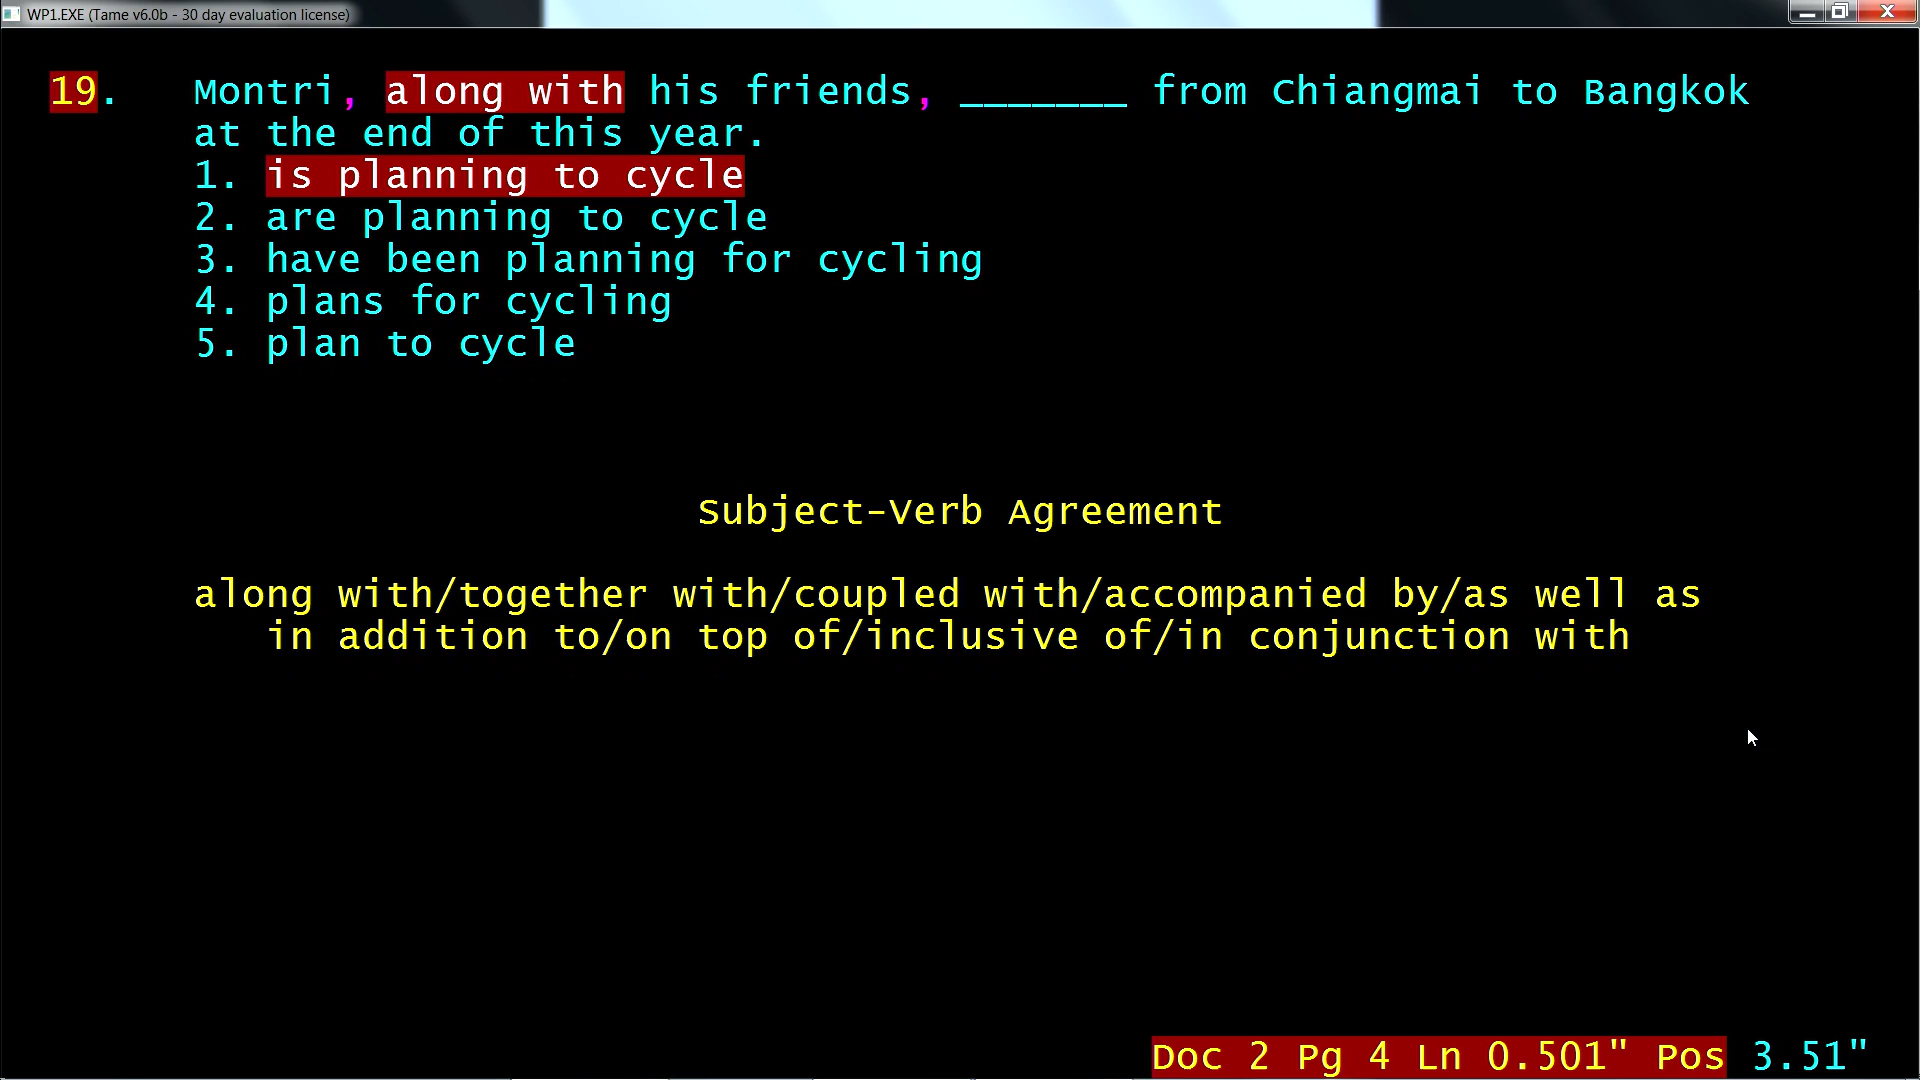 WP1.EXE (Tame v6.0b - 30 day evaluation license)
19. Montri, along with his friends, _______ from Chiangmai to Bangkok
at the end of this year.
1. is planning to cycle
2. are planning to cycle
3. have been planning for cycling
4. plans for cycling
5. plan to cycle
Subject-Verb Agreement
along with/together with/coupled with/accompanied by/as well as
in addition to/on top of/inclusive of/in conjunction with
Doc 2 Pg 4 Ln 0.501" Pos 3.51"